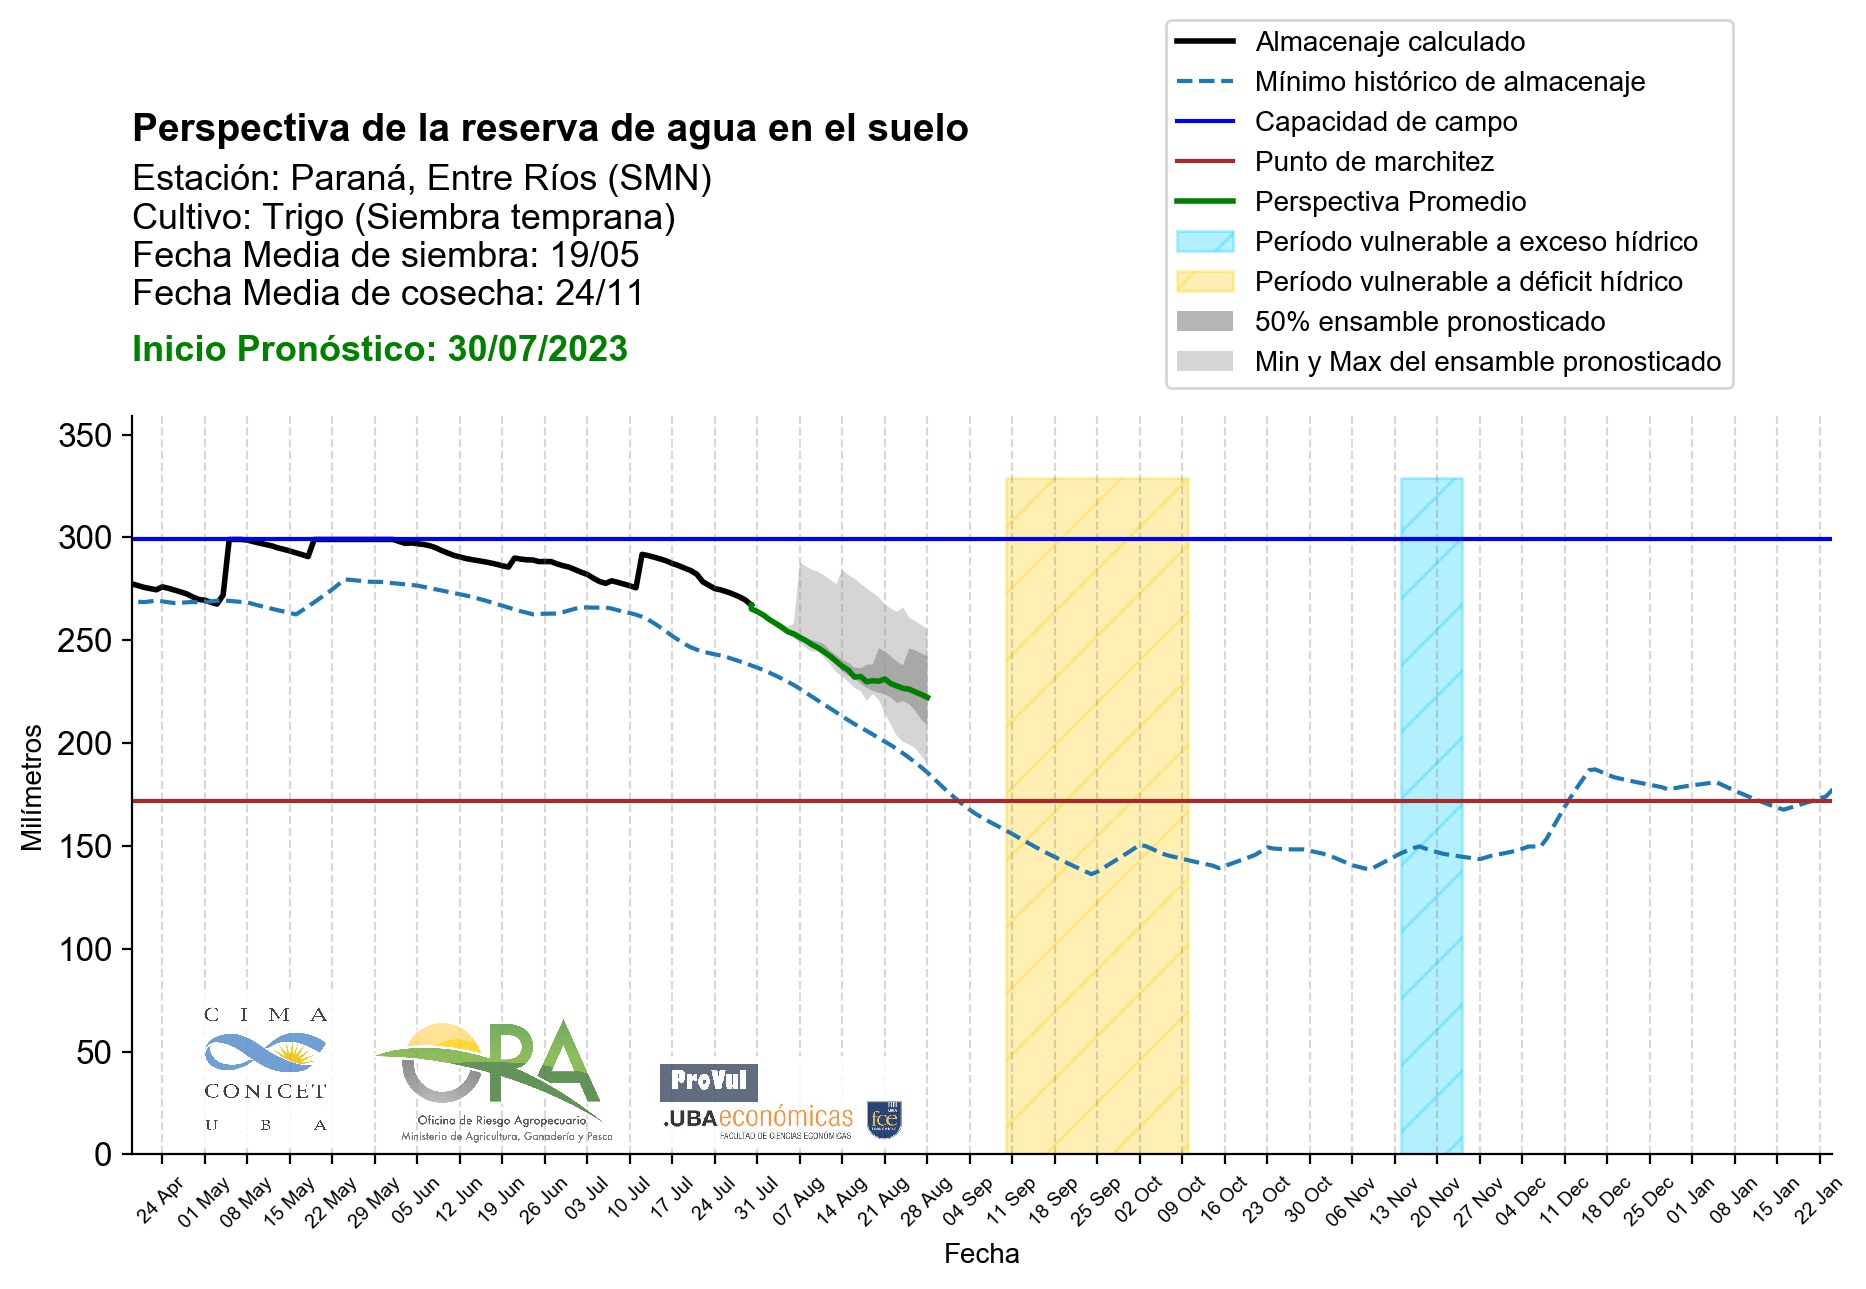 Almacenaje calculado
Mínimo histórico de almacenaje
Capacidad de campo
Punto de marchitez
Perspectiva Promedio
Período vulnerable a exceso hídrico
Período vulnerable a déficit hídrico
50% ensamble pronosticado
Min y Max del ensamble pronosticado
Perspectiva de la reserva de agua en el suelo
Estación: Paraná, Entre Ríos (SMN)
Cultivo: Trigo (Siembra temprana)
Fecha Media de siembra: 19/05
Fecha Media de cosecha: 24/11
Inicio Pronóstico: 30/07/2023
Milímetros
350
300
250
200
150
100
50
0
C I M A
CONICET
U B A
OPA
Oficina de Riesgo Agropecuario
Ministerio de Agricultura, Ganadería y Pesca
ProVul
.UBAeconómicas
FACULTAD DE CIENCIAS ECONÓMICAS
fce
24 Apr
01 May
08 May
15 May
22 May
29 May
05 Jun
12 Jun
19 Jun
26 Jun
03 Jul
10 Jul
17 Jul
24 Jul
31 Jul
07 Aug
14 Aug
21 Aug
28 Aug
04 Sep
11 Sep
18 Sep
25 Sep
02 Oct
09 Oct
16 Oct
23 Oct
30 Oct
06 Nov
13 Nov
20 Nov
27 Nov
04 Dec
11 Dec
18 Dec
25 Dec
01 Jan
08 Jan
15 Jan
22 Jan
Fecha